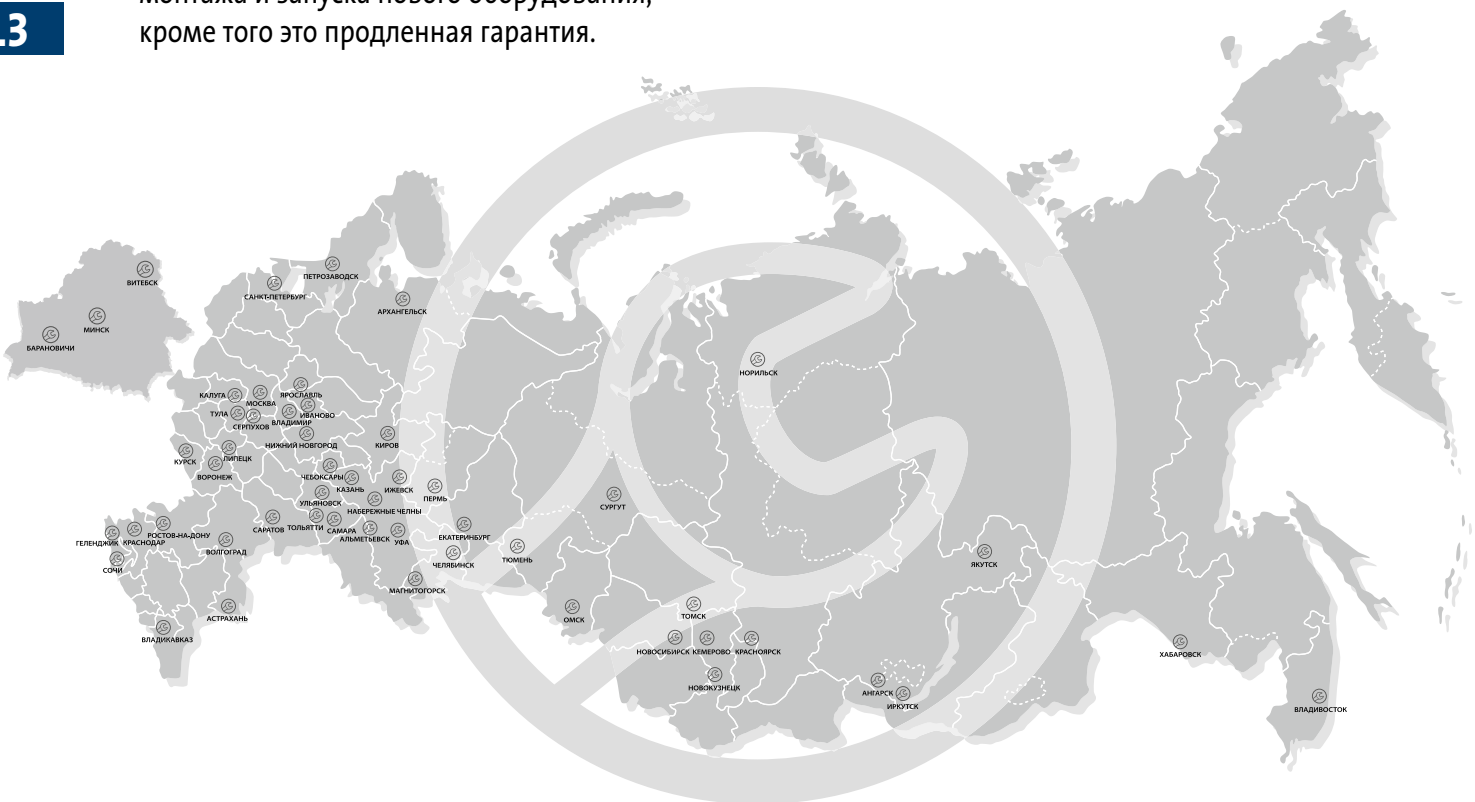 .3
монтажа и запуска нового оборудования,
кроме того это продленная гарантия.
ВИТЕБСК
МИНСК
БАРАНОВИЧИ
ПЕТРОЗАВОДСК
САНКТ-ПЕТЕРБУРГ
АРХАНГЕЛЬСК
НОРИЛЬСК
КАЛУГА
МОСКВА
ЯРОСЛАВЛЬ
ТУЛА
СЕРПУХОВ
ВЛАДИМИР
ИВАНОВО
НИЖНИЙ НОВГОРОД
КИРОВ
КУРСК
ЛИПЕЦК
ВОРОНЕЖ
ЧЕБОКСАРЫ
КАЗАНЬ
ИЖЕВСК
ПЕРМЬ
УЛЬЯНОВСК
НАБЕРЕЖНЫЕ ЧЕЛНЫ
СУРГУТ
ГЕЛЕНДЖИК
КРАСНОДАР
РОСТОВ-НА-ДОНУ
САРАТОВ
ТОЛЬЯТТИ
САМАРА
АЛЬМЕТЬЕВСК
УФА
ЕКАТЕРИНБУРГ
ВОЛГОГРАД
СОЧИ
ЧЕЛЯБИНСК
ТЮМЕНЬ
ЯКУТСК
МАГНИТОГОРСК
АСТРАХАНЬ
ОМСК
ТОМСК
ВЛАДИКАВКАЗ
НОВОСИБИРСК
КЕМЕРОВО
КРАСНОЯРСК
ХАБАРОВСК
НОВОКУЗНЕЦК
АНГАРСК
ИРКУТСК
ВЛАДИВОСТОК